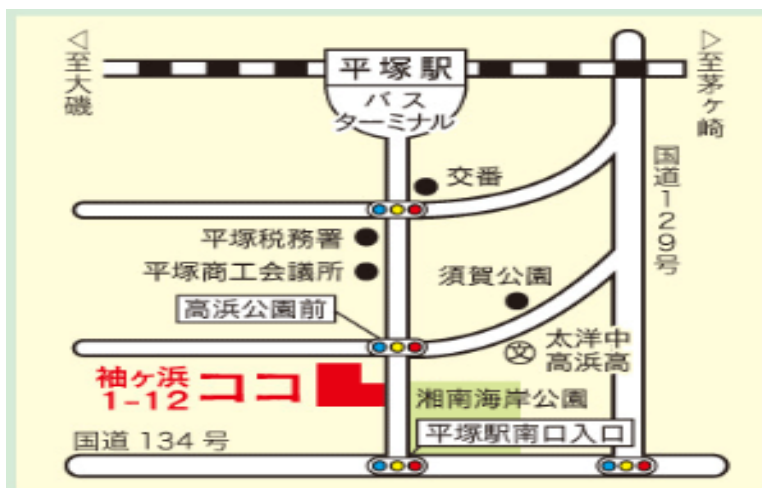 平塚駅
バス
ターミナル
◁至大磯
▷至茅ヶ崎
国道129号
交番
平塚税務署
平塚商工会議所
須賀公園
高浜公園前
太洋中
高浜高
文
袖ヶ浜
1-12
ココ
湘南海岸公園
平塚駅南口入口
国道134号